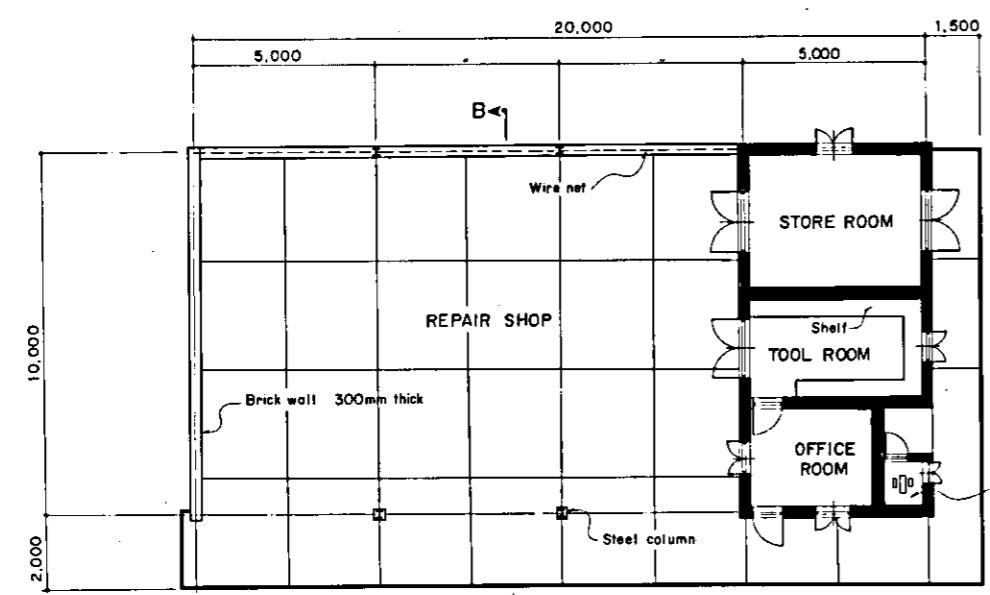 20,000
1,500
5,000
5,000
B
Wire net
STORE ROOM
Shelf
REPAIR SHOP
TOOL ROOM
10,000
Brick wall 300mm thick
OFFICE
ROOM
Steel column
2,000